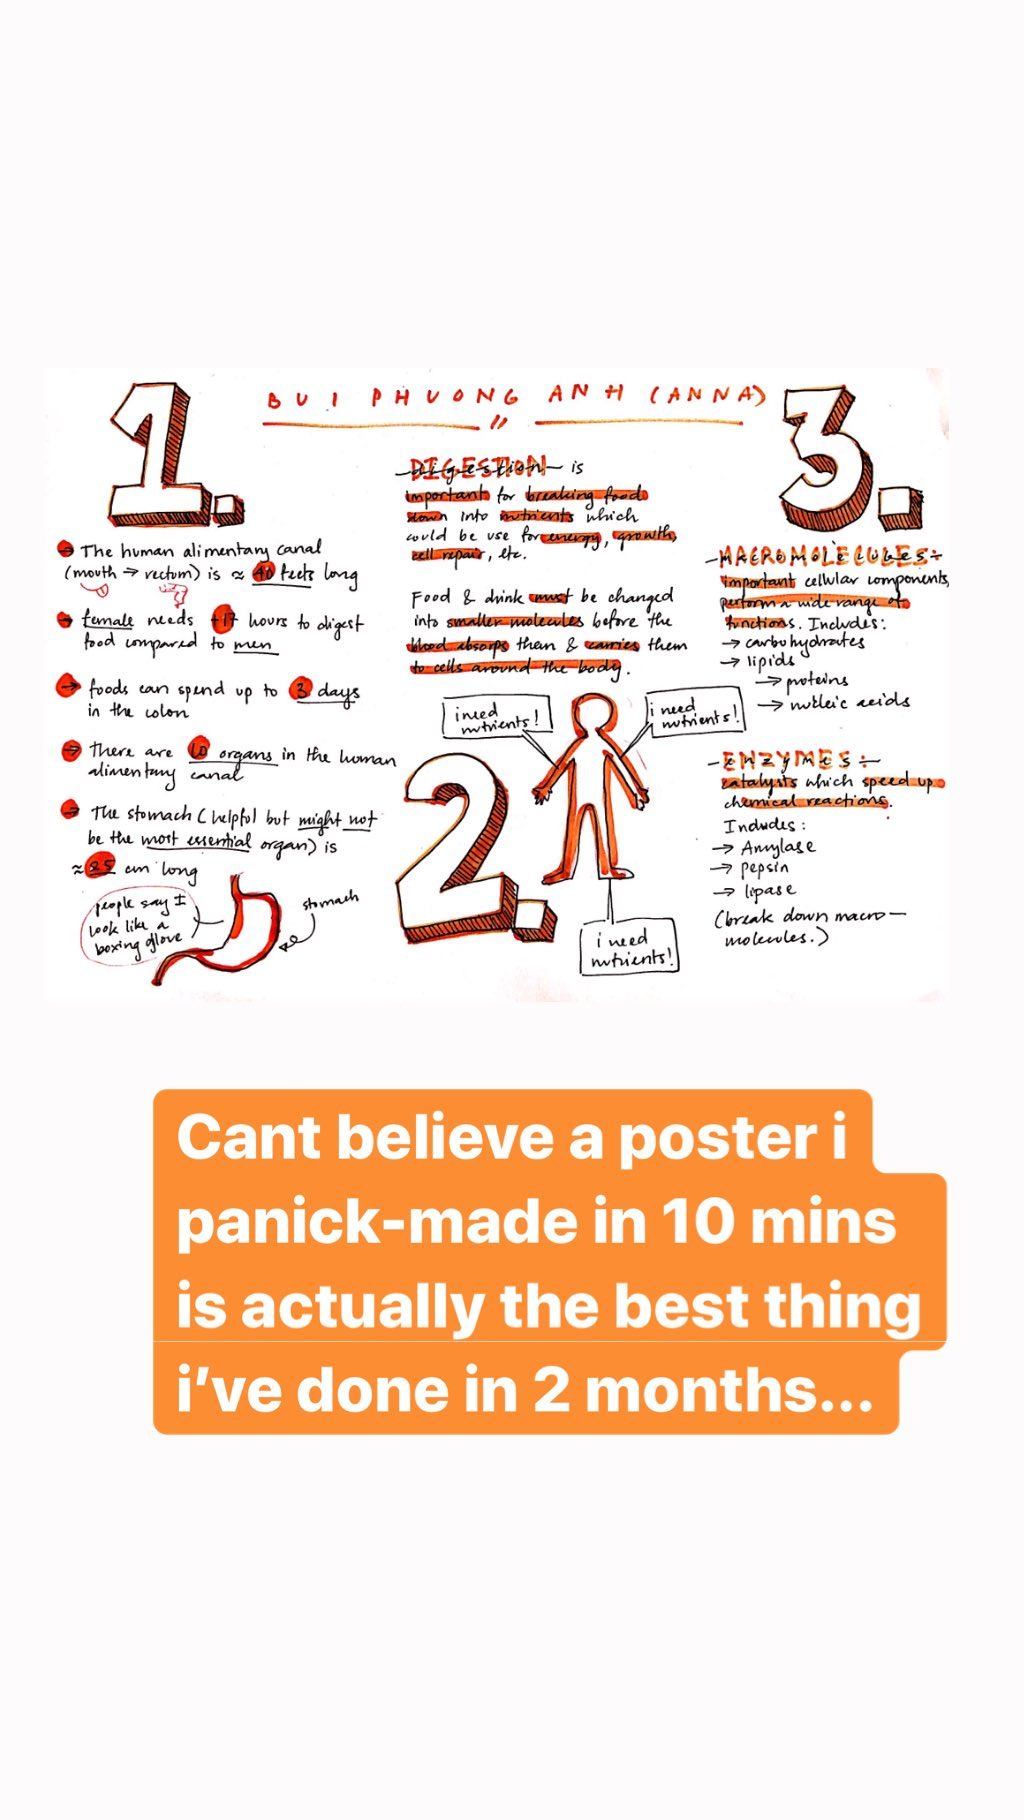 BUI PHUONG ANH (ANNA)
1.
→ The human alimentary canal
(mouth → rectum) is ≈ 40 feets long
→ female needs +17 hours to digest
food compared to men
→ foods can spend up to 3 days
in the colon
→ There are 10 organs in the human
alimentary canal
→ The stomach (helpful but might not
be the most essential organ) is
≈ 25 cm long
people say I
look like a
boxing glove
stomach
DIGESTION is
important for breaking food
down into nutrients which
could be use for energy, growth,
cell repair, etc.
Food & drink must be changed
into smaller molecules before the
blood absorps them & carries them
to cells around the body.
i need
nutrients!
i need
nutrients!
2.
i need
nutrients!
3.
MACROMOLECULES:
important cellular components,
perform a wide range of
functions. Includes:
→ carbohydrates
→ lipids
→ proteins
→ nucleic acids
ENZYMES:
catalysts which speed up
chemical reactions.
Includes:
→ Amylase
→ pepsin
→ lipase
(break down macro-
molecules.)
Cant believe a poster i
panick-made in 10 mins
is actually the best thing
i've done in 2 months...